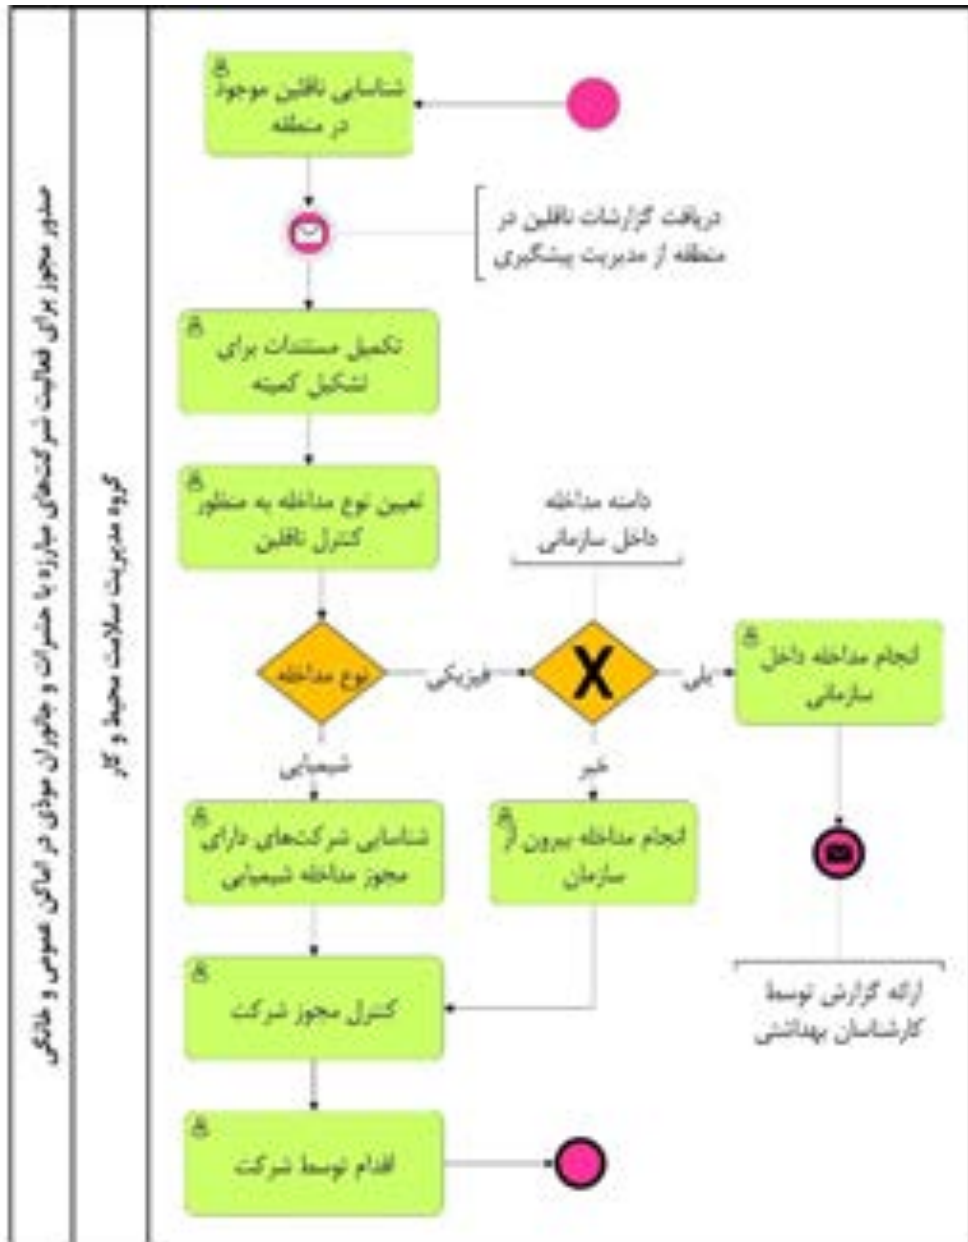 صدور مجوز برای فعالیت شرکت‌های مبارزه با حشرات و جانوران موذی در اماکن عمومی و خانگی
گروه مدیریت سلامت محیط و کار
شناسایی ناقلین موجود
در منطقه
دریافت گزارشات ناقلین در
منطقه از مدیریت پیشگیری
تکمیل مستندات برای
تشکیل کمیته
تعیین نوع مداخله به منظور
کنترل ناقلین
دامنه مداخله
داخل سازمانی
نوع مداخله
فیزیکی
X
بلی
انجام مداخله داخل
سازمانی
شیمیایی
خیر
شناسایی شرکت‌های دارای
مجوز مداخله شیمیایی
انجام مداخله بیرون از
سازمان
کنترل مجوز شرکت
ارائه گزارش توسط
کارشناسان بهداشتی
اقدام توسط شرکت